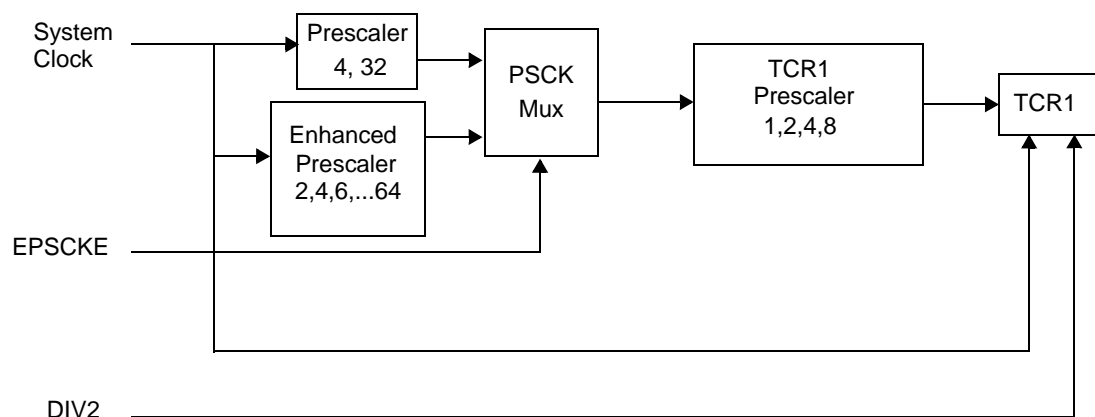 System
Clock
Prescaler
4, 32
PSCK
Mux
TCR1
Prescaler
1,2,4,8
TCR1
Enhanced
Prescaler
2,4,6,...64
EPSCKE
DIV2